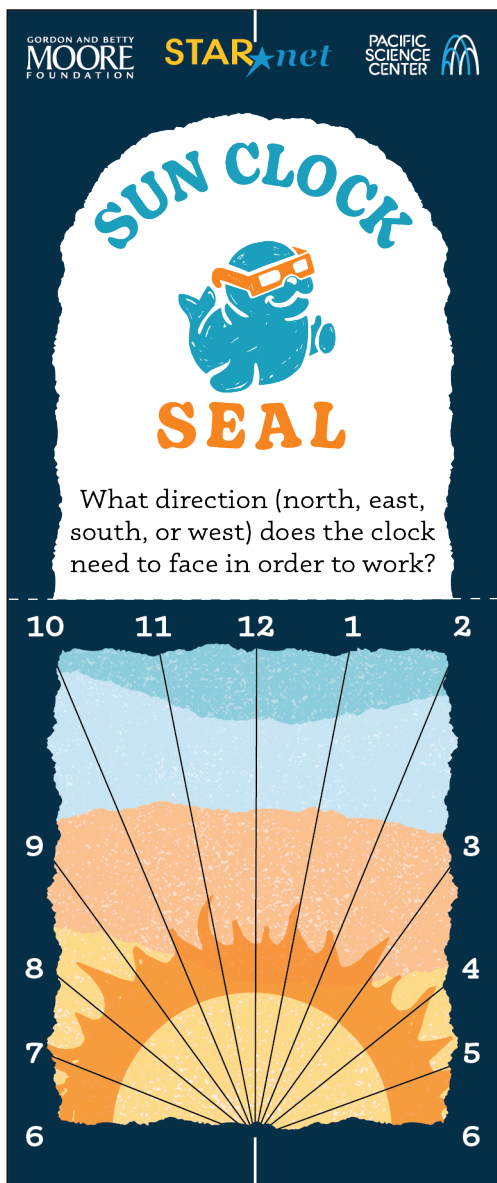 GORDON AND BETTY
MOORE
FOUNDATION
STAR net
PACIFIC
SCIENCE
CENTER
SUN CLOCK
SEAL
What direction (north, east,
south, or west) does the clock
need to face in order to work?
10 11 12 1 2
9 3
8 4
7 5
6 6